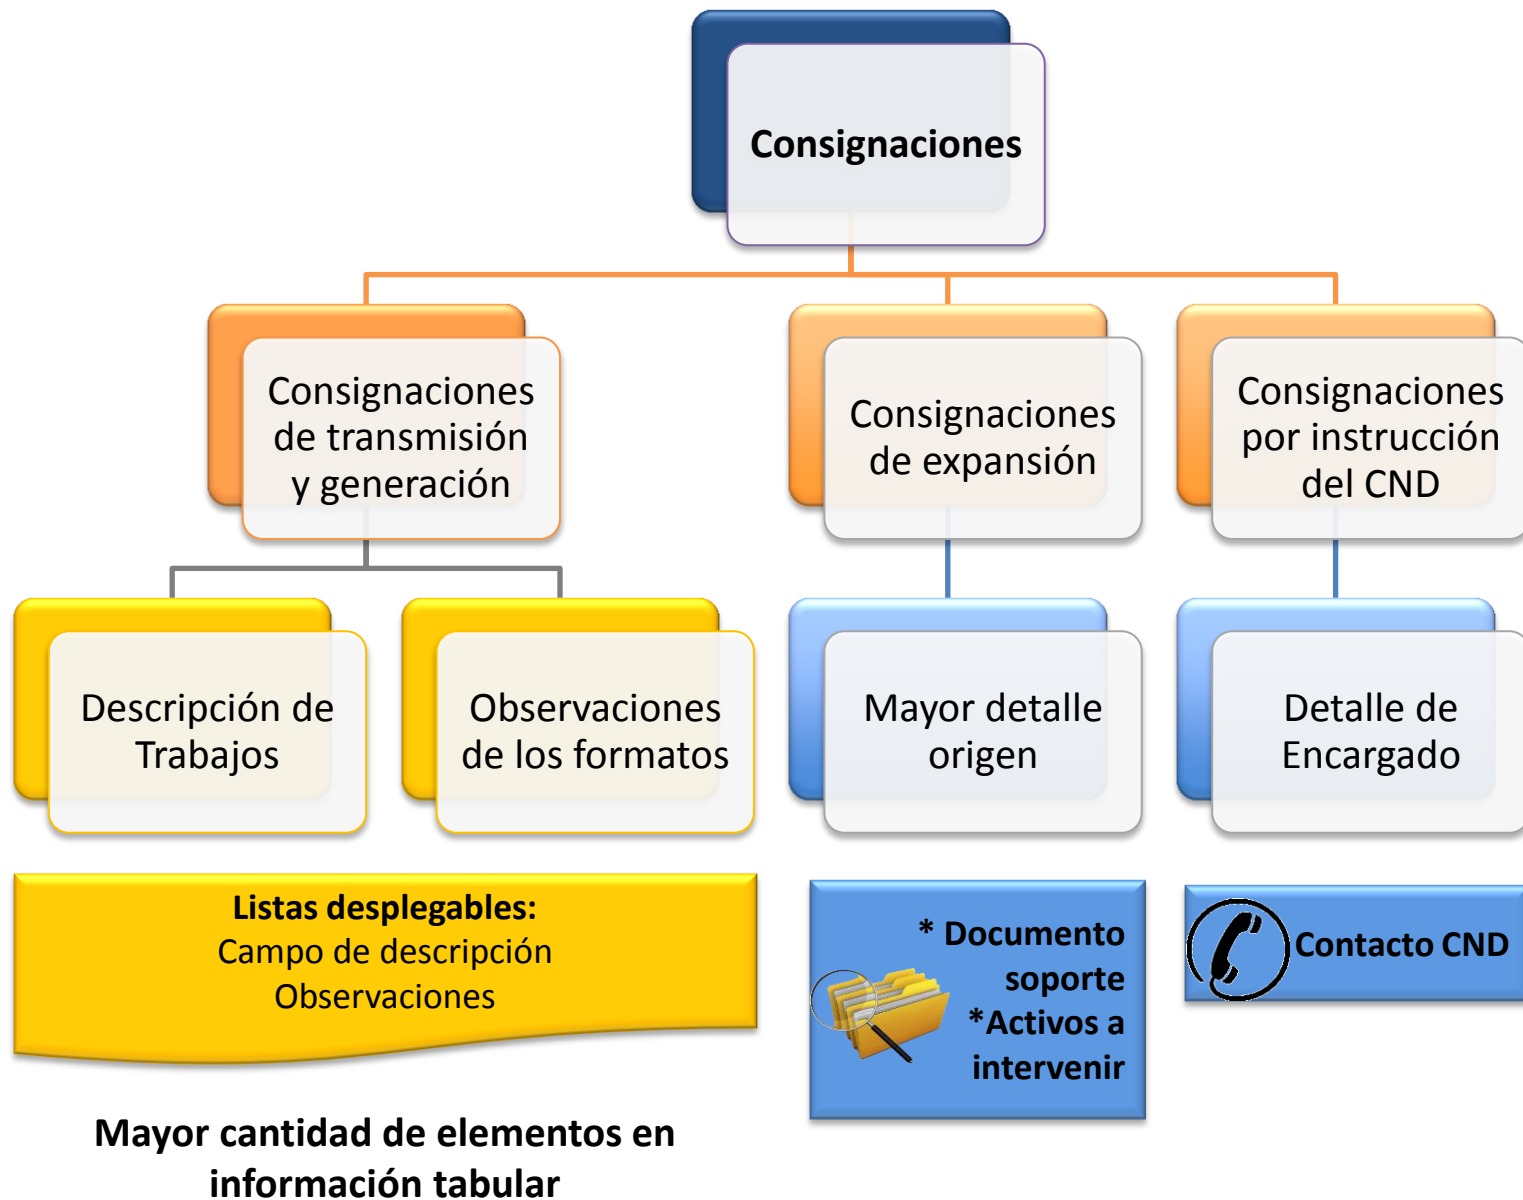 Consignaciones
Consignaciones
de transmisión
y generación
Consignaciones
de expansión
Consignaciones
por instrucción
del CND
Descripción de
Trabajos
Observaciones
de los formatos
Mayor detalle
origen
Detalle de
Encargado
Listas desplegables:
Campo de descripción
Observaciones
* Documento
soporte
*Activos a
intervenir
Contacto CND
Mayor cantidad de elementos en
información tabular